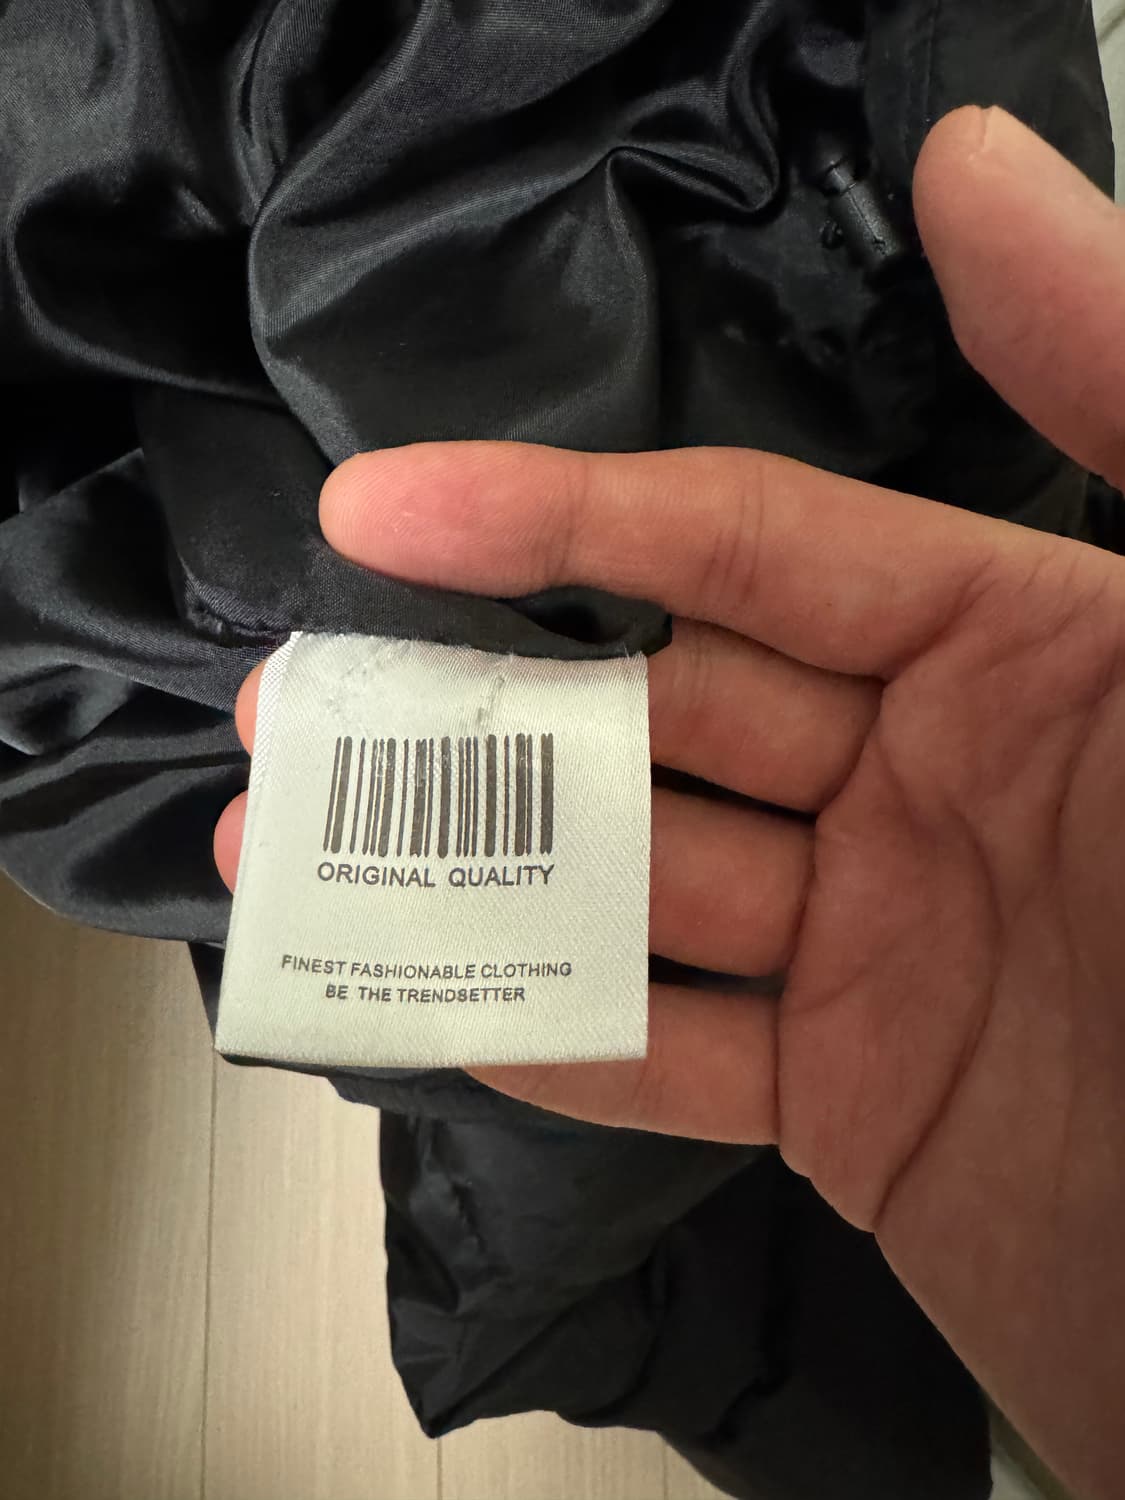 ORIGINAL QUALITY
FINEST FASHIONABLE CLOTHING
BE THE TRENDSETTER